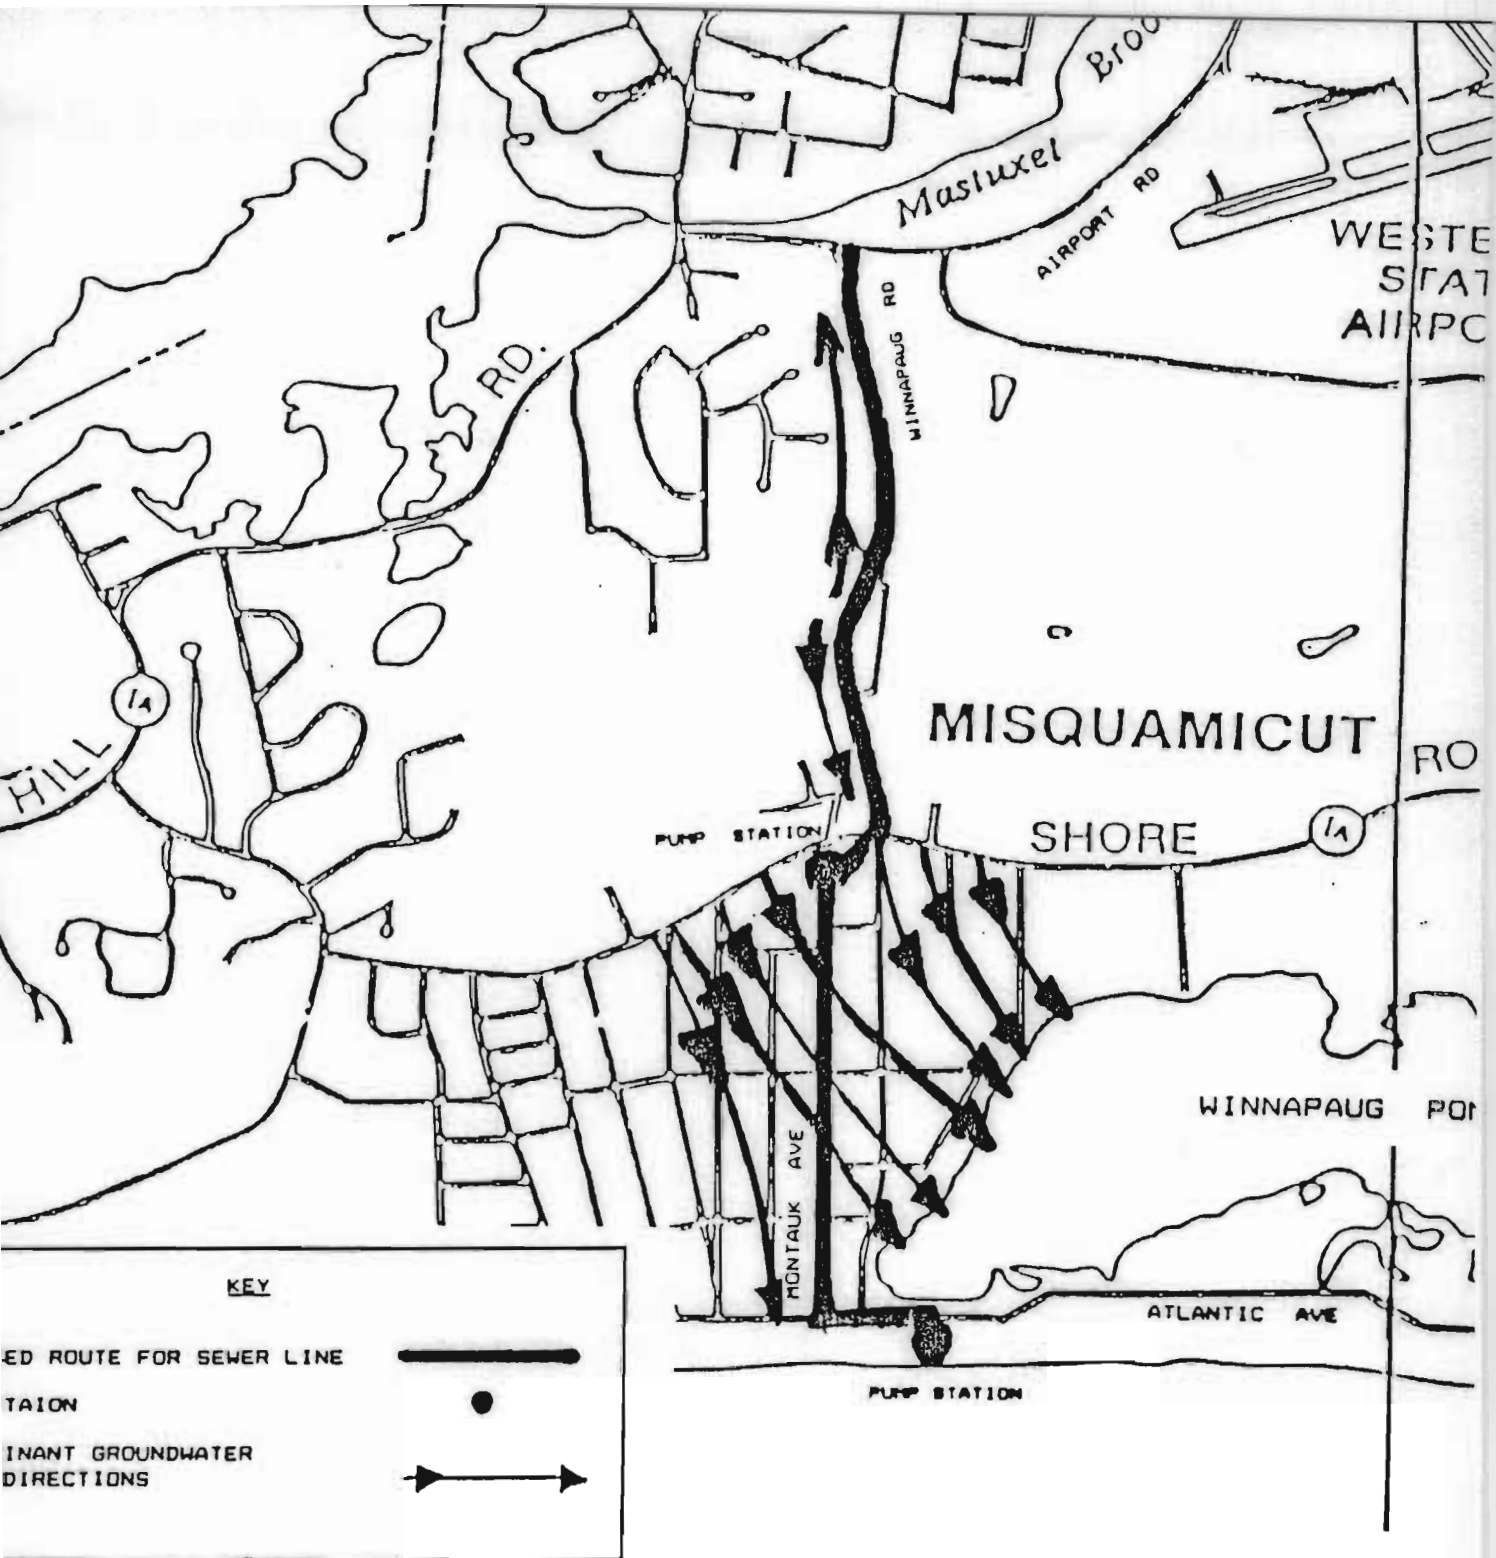 Broo
Mastuxet
AIRPORT RD
WESTE
STAT
AIRPO
WINNAPAUG RD
RD.
1A
HILL
MISQUAMICUT
RO
PUMP STATION
SHORE
1A
WINNAPAUG PON
MONTAUK AVE
ATLANTIC AVE
PUMP STATION
KEY
ED ROUTE FOR SEWER LINE
TAION
INANT GROUNDWATER
DIRECTIONS